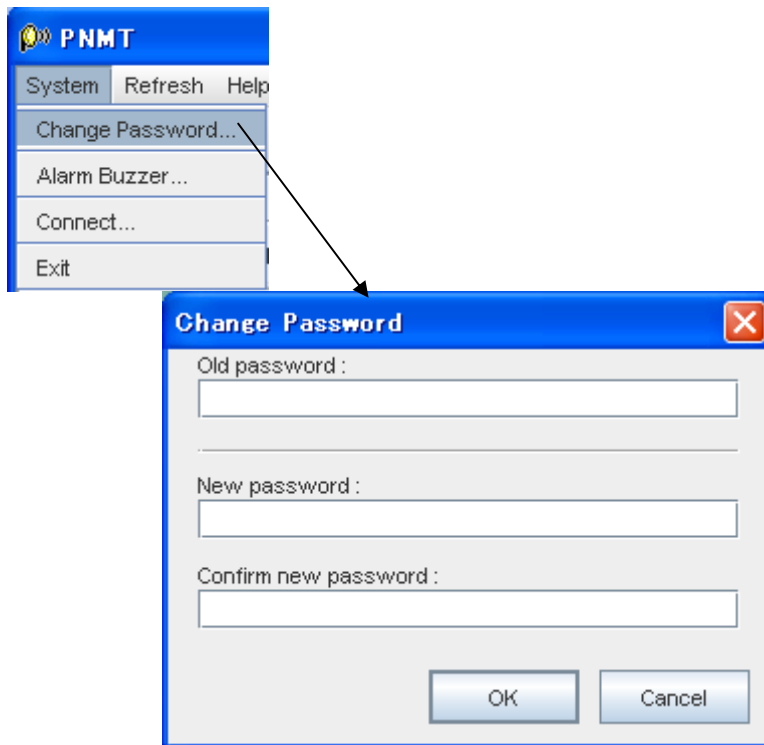 PNMT
System Refresh Help
Change Password...
Alarm Buzzer...
Connect...
Exit
Change Password
Old password :
New password :
Confirm new password :
OK Cancel